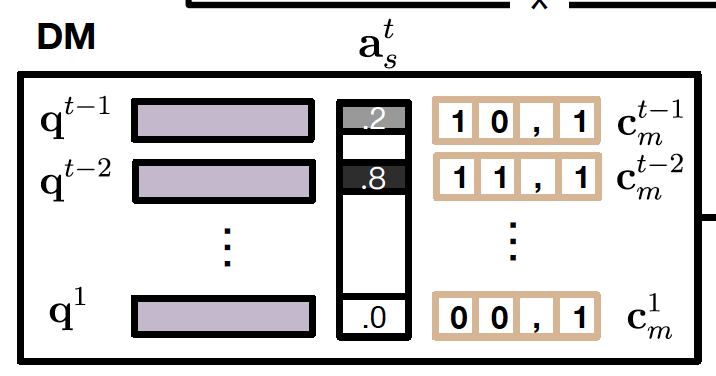 DM a_s^t
q^{t-1} .2 1 0 , 1 c_m^{t-1}
q^{t-2} .8 1 1 , 1 c_m^{t-2}
⋮ ⋮
q^1 .0 0 0 , 1 c_m^1